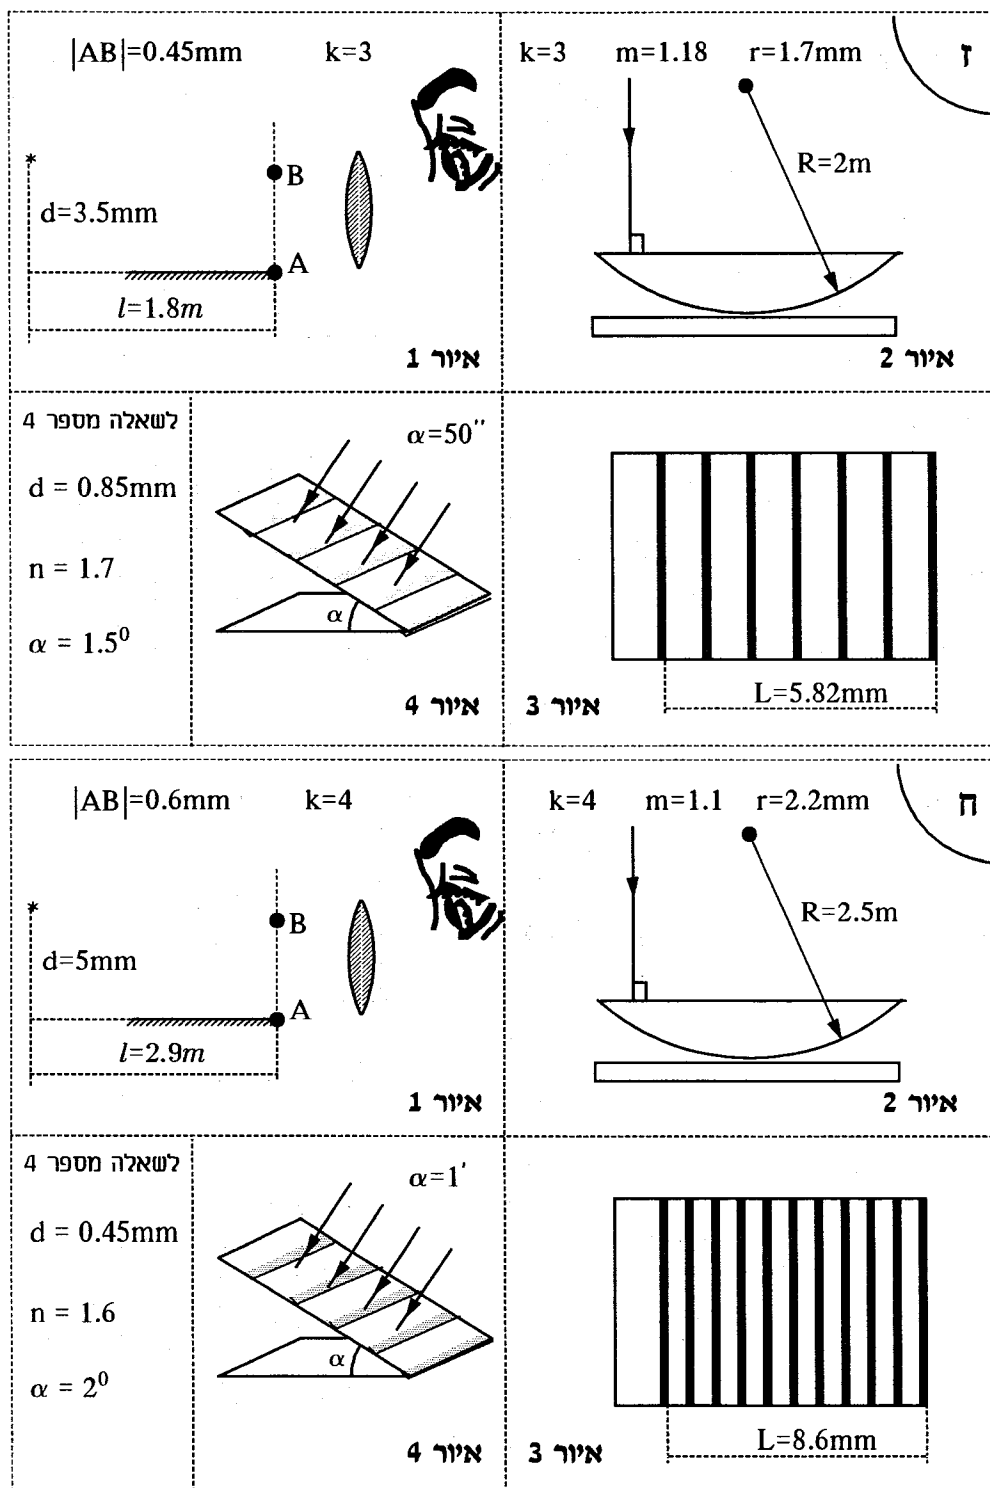 |AB|=0.45mm k=3
B
d=3.5mm
A
l=1.8m
איור 1
k=3 m=1.18 r=1.7mm
ז
R=2m
איור 2
לשאלה מספר 4
d = 0.85mm
n = 1.7
α = 1.5⁰
α=50"
α
איור 4
L=5.82mm
איור 3
|AB|=0.6mm k=4
B
d=5mm
A
l=2.9m
איור 1
k=4 m=1.1 r=2.2mm
ח
R=2.5m
איור 2
לשאלה מספר 4
d = 0.45mm
n = 1.6
α = 2⁰
α=1'
α
איור 4
L=8.6mm
איור 3